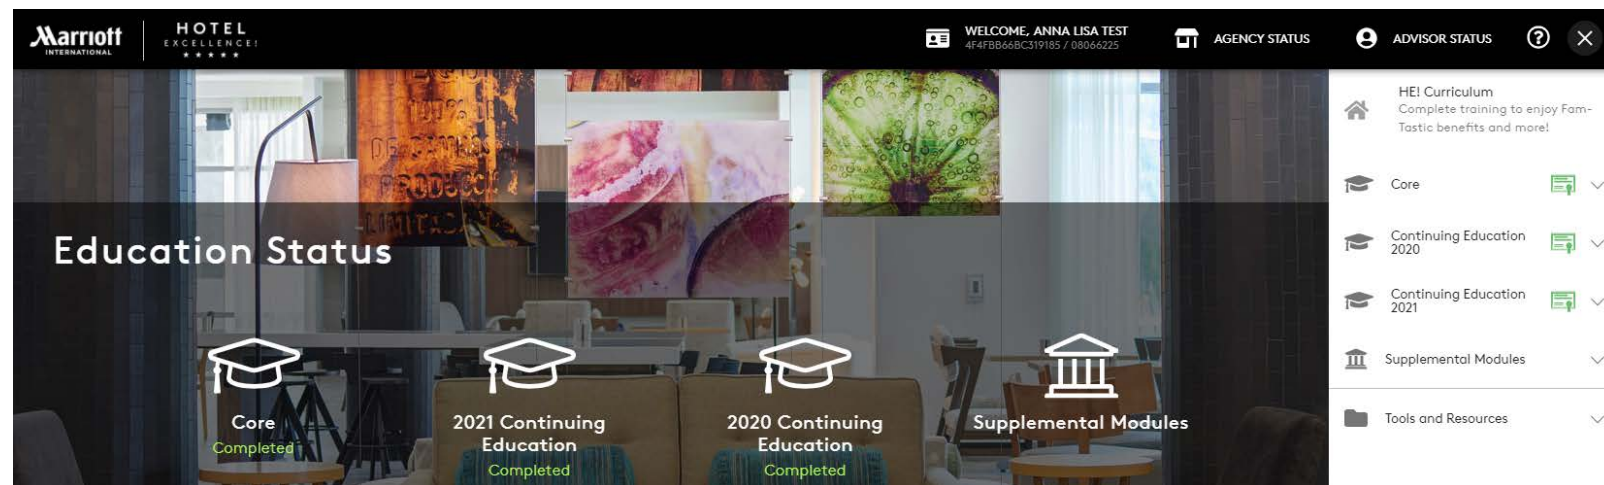 Marriott
INTERNATIONAL
HOTEL
EXCELLENCE!
WELCOME, ANNA LISA TEST
4F4FBB66BC319185 / 08066225
AGENCY STATUS
ADVISOR STATUS
?
HE! Curriculum
Complete training to enjoy Fam-
Tastic benefits and more!
Core
Continuing Education
2020
Continuing Education
2021
Supplemental Modules
Tools and Resources
Education Status
Core
Completed
2021 Continuing
Education
Completed
2020 Continuing
Education
Completed
Supplemental Modules